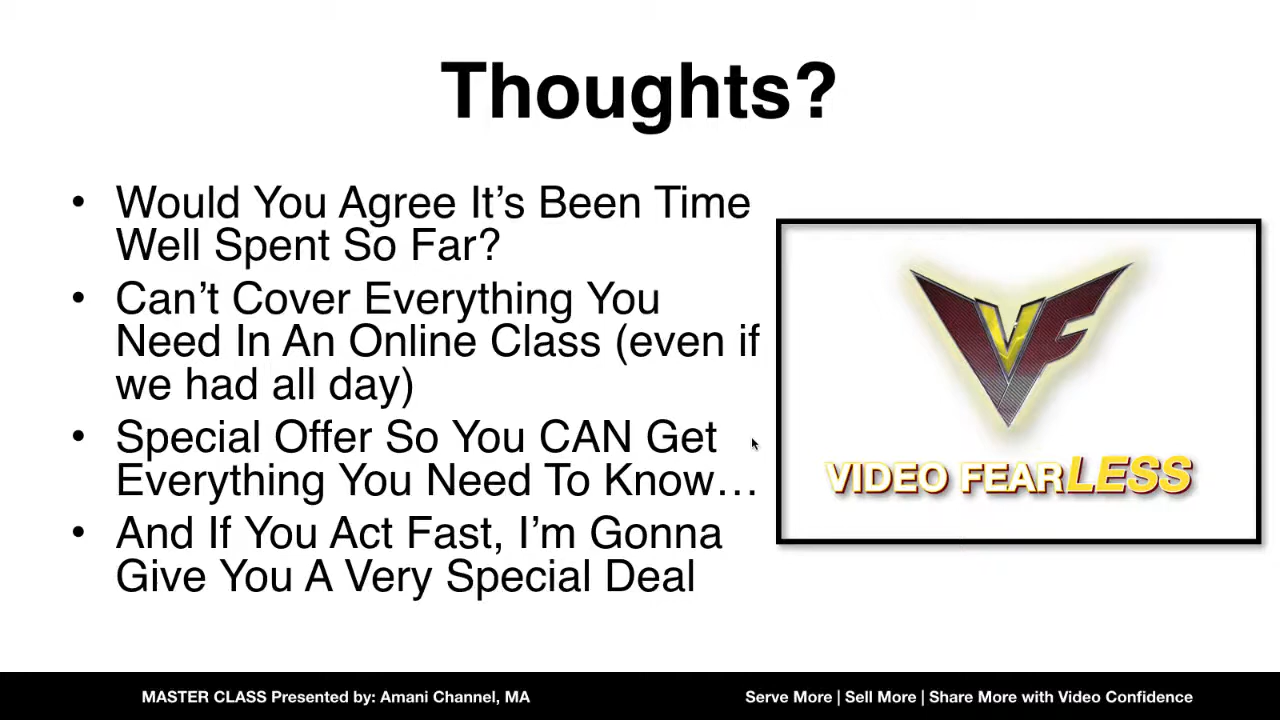 Thoughts?
• Would You Agree It’s Been Time
Well Spent So Far?
• Can’t Cover Everything You
Need In An Online Class (even if
we had all day)
• Special Offer So You CAN Get
Everything You Need To Know…
• And If You Act Fast, I’m Gonna
Give You A Very Special Deal
VF
VIDEO FEARLESS
MASTER CLASS Presented by: Amani Channel, MA
Serve More | Sell More | Share More with Video Confidence